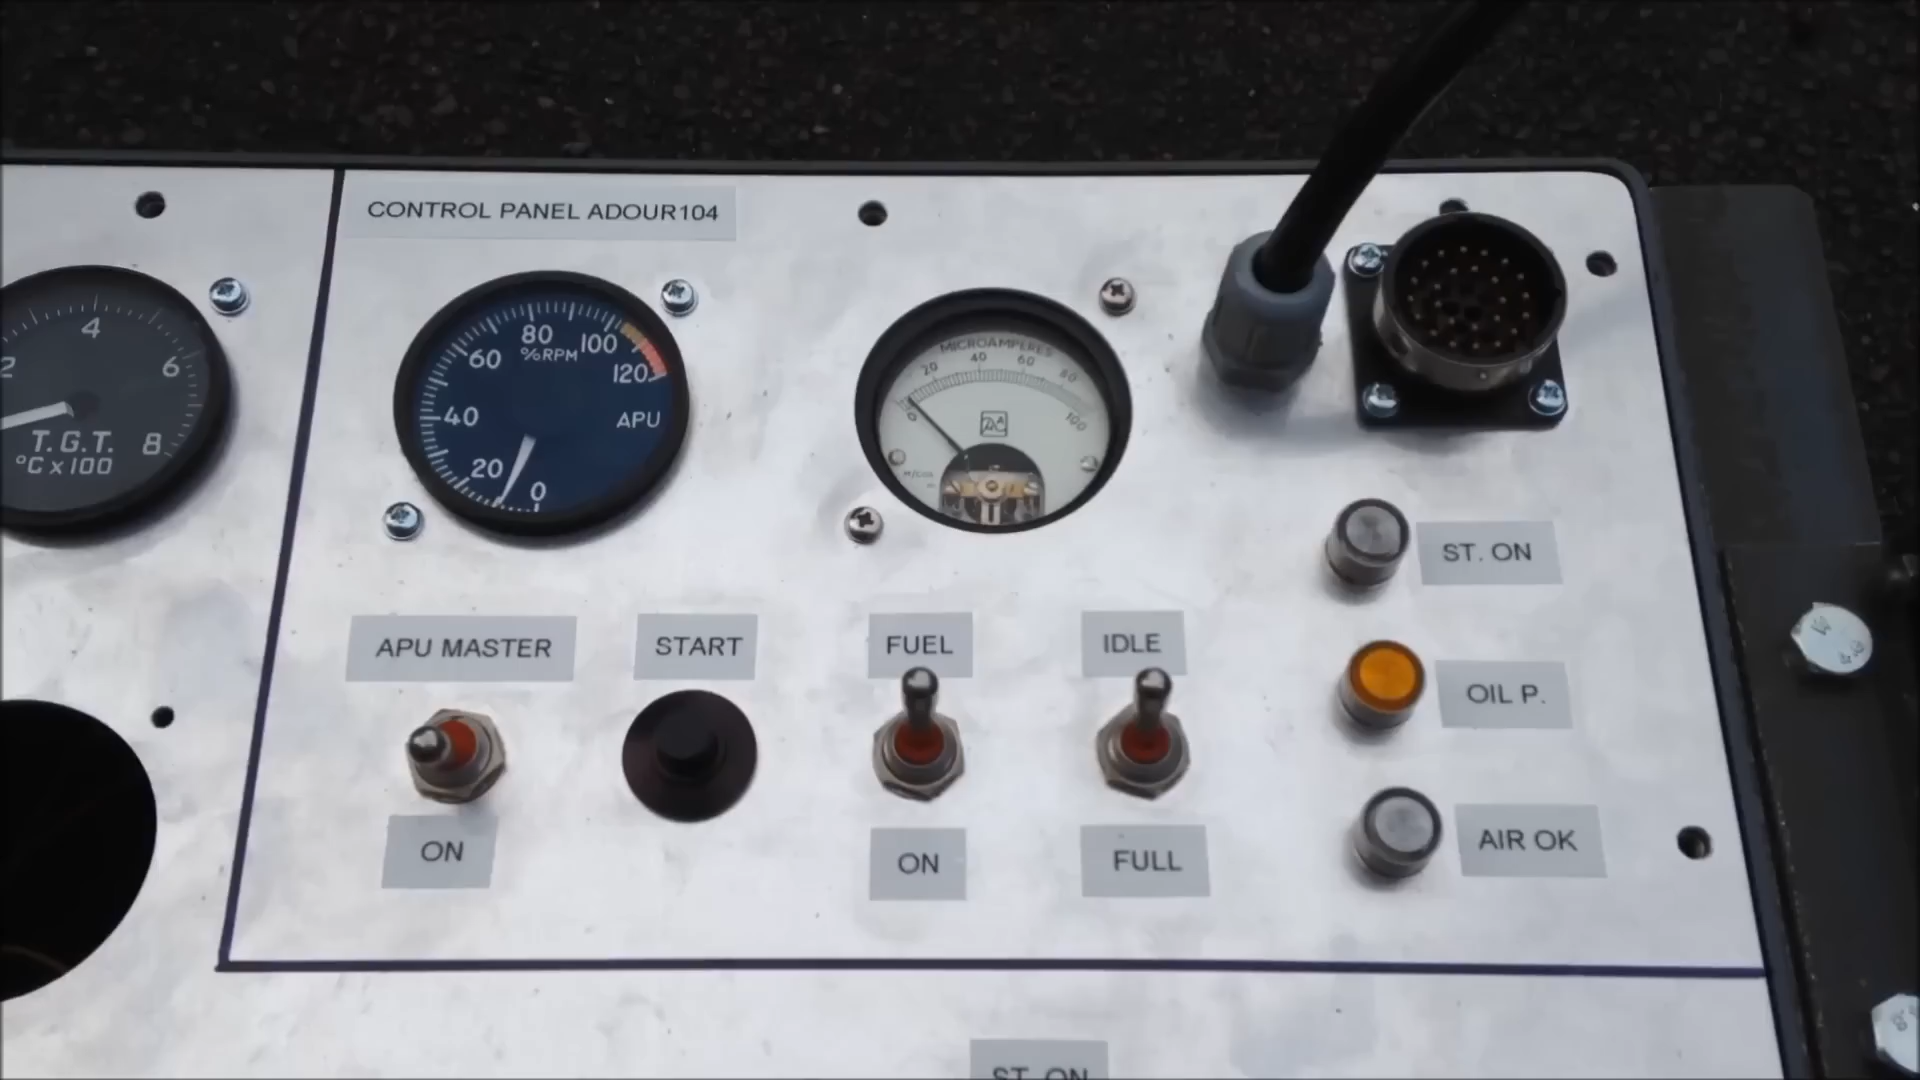 CONTROL PANEL ADOUR104
2
4
6
8
T.G.T.
°C x 100
0
20
40
60
80
100
120
%RPM
APU
MICROAMPERES
0
20
40
60
80
100
ST. ON
APU MASTER
START
FUEL
IDLE
OIL P.
ON
ON
FULL
AIR OK
ST. ON